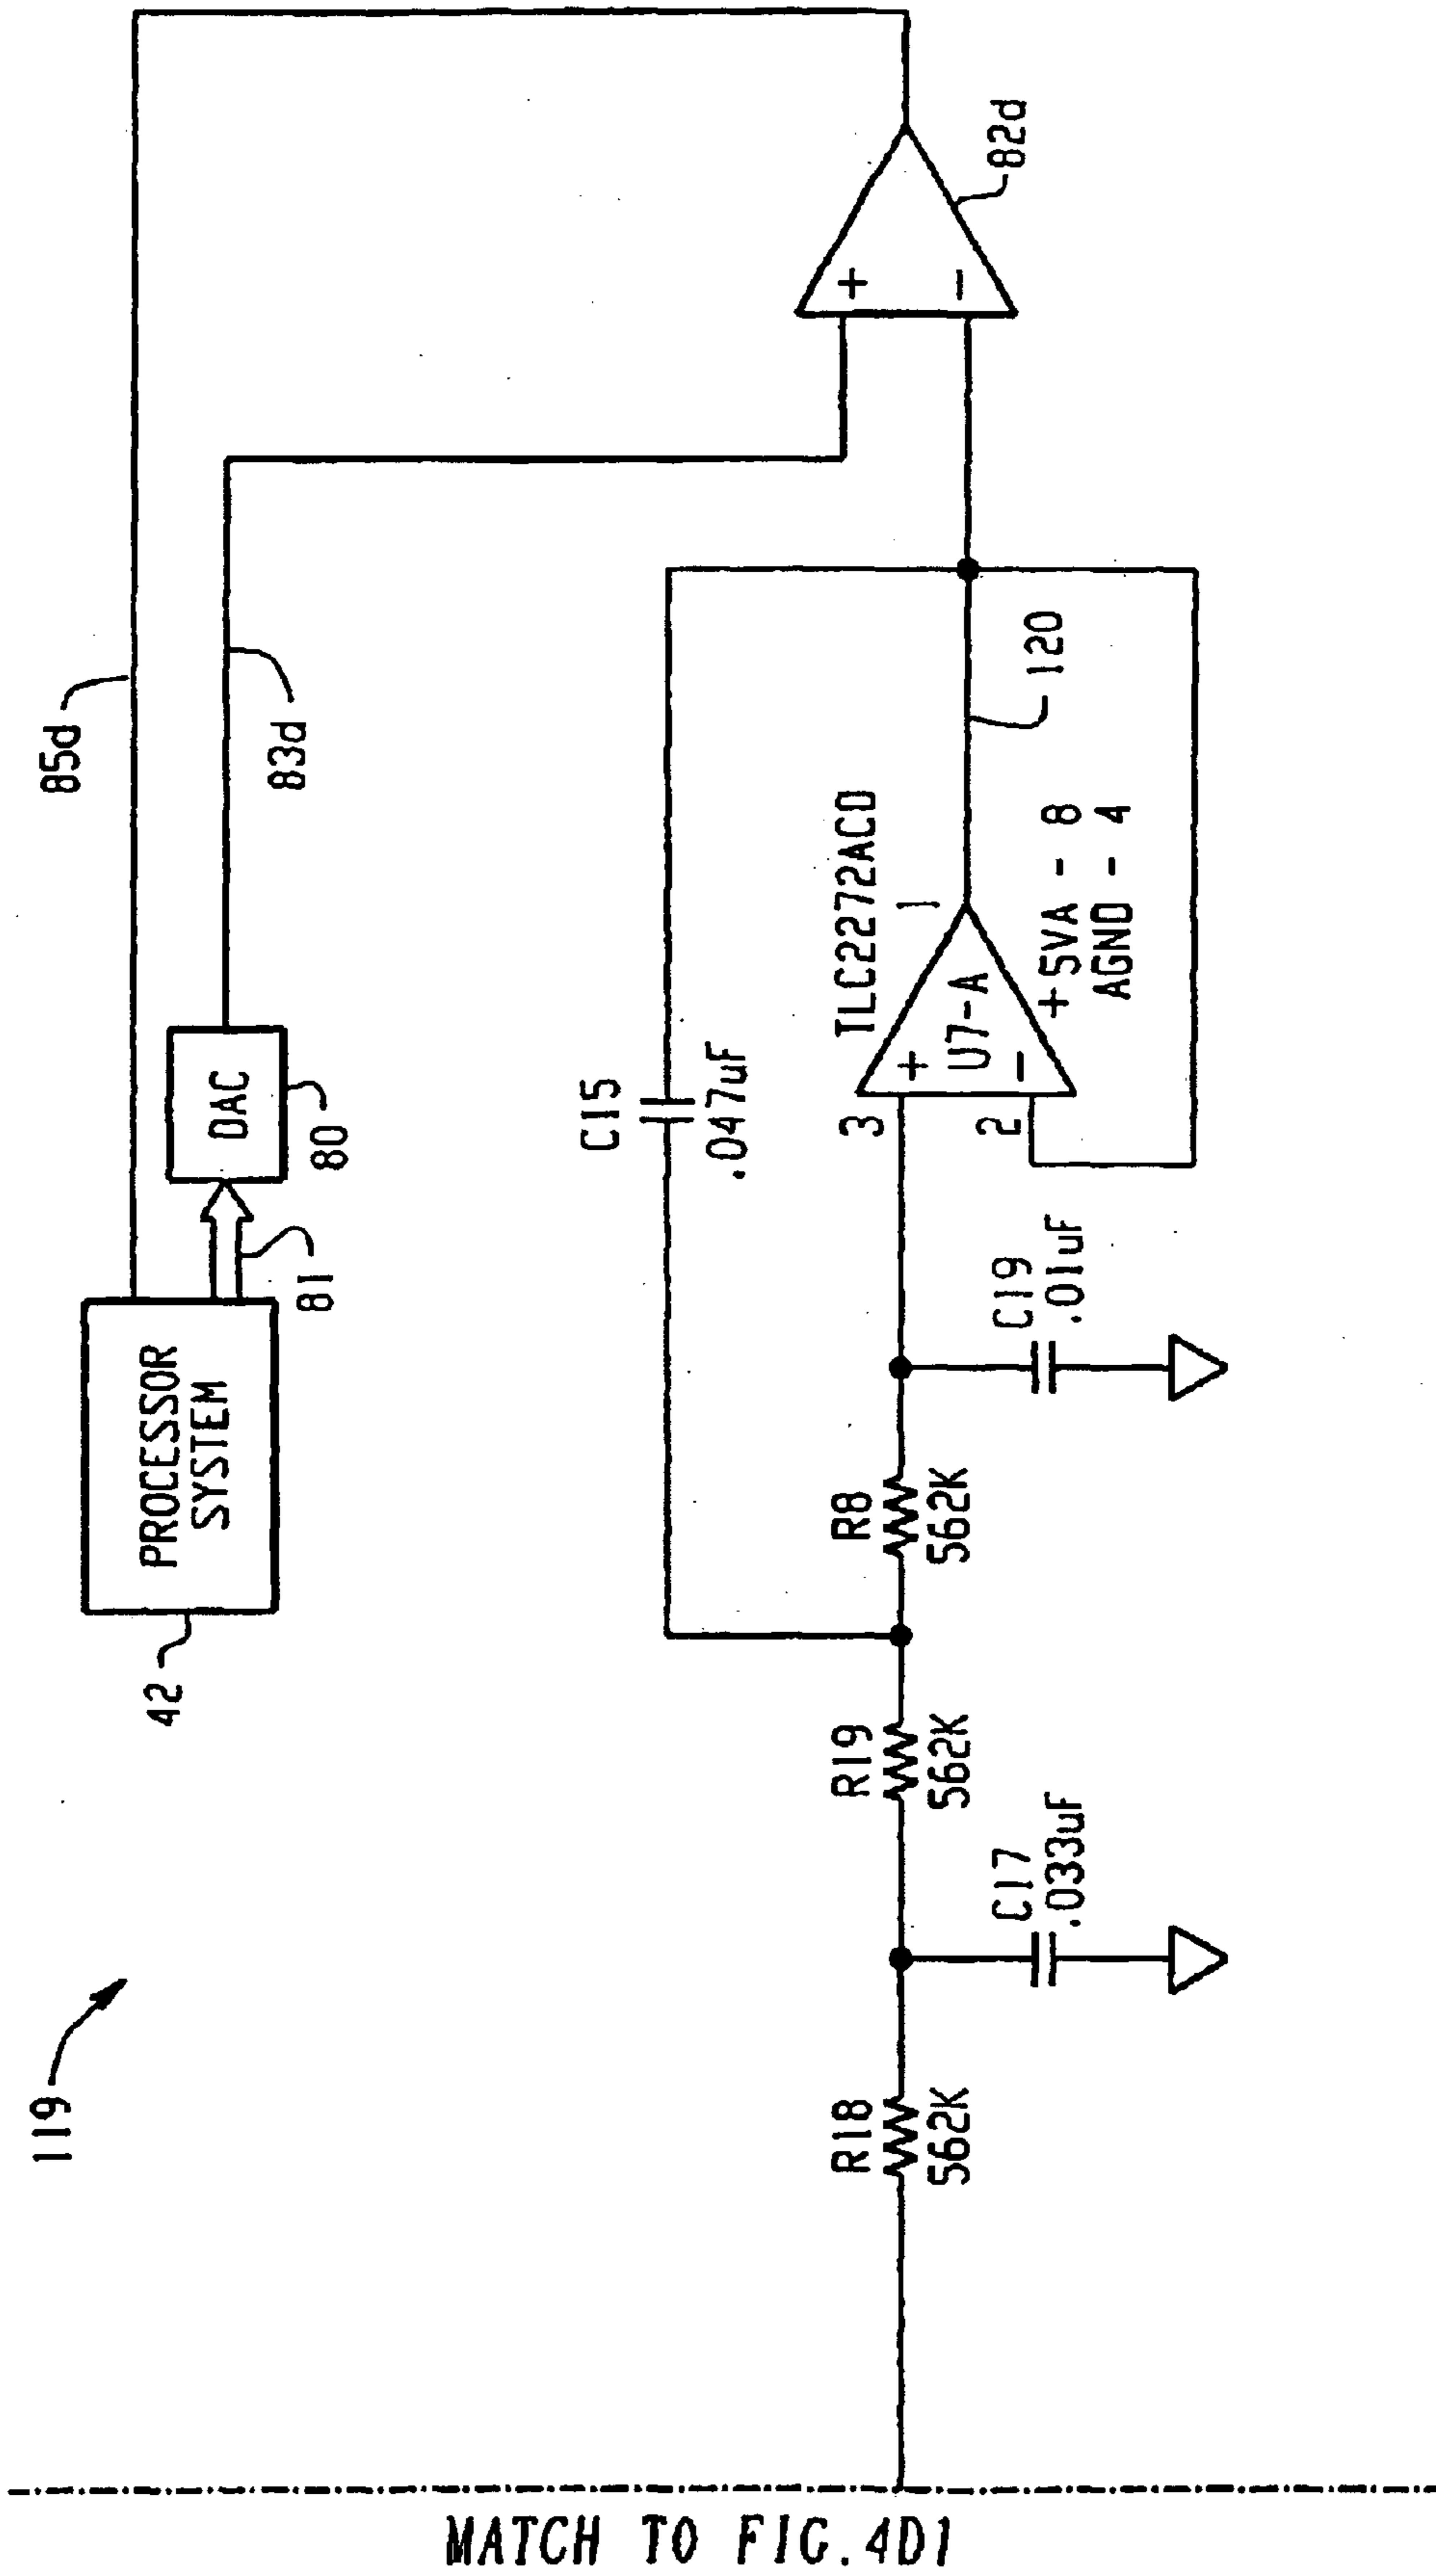 119
42
PROCESSOR
SYSTEM
81
DAC
80
85d
83d
C15
.047uF
TLC2272ACD
3
+
U7-A
1
2
-
+5VA - 8
AGND - 4
120
+
-
82d
R18
562K
C17
.033uF
R19
562K
R8
562K
C19
.01uF
MATCH TO FIG.4D1